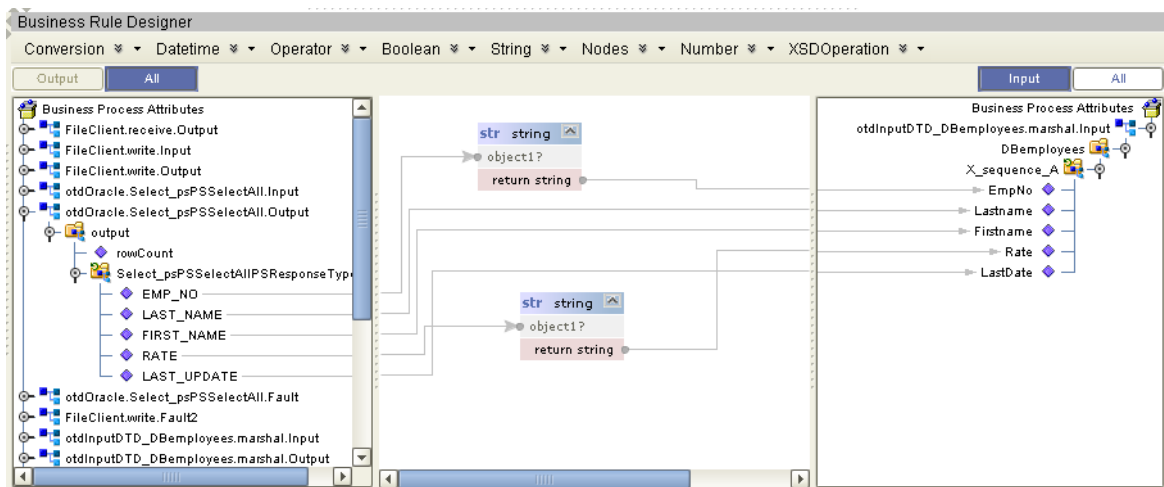 Business Rule Designer
Conversion Datetime Operator Boolean String Nodes Number XSDOperation
Output All
Input All
Business Process Attributes
FileClient.receive.Output
FileClient.write.Input
FileClient.write.Output
otdOracle.Select_psPSSelectAll.Input
otdOracle.Select_psPSSelectAll.Output
output
rowCount
Select_psPSSelectAllPSResponseType
EMP_NO
LAST_NAME
FIRST_NAME
RATE
LAST_UPDATE
otdOracle.Select_psPSSelectAll.Fault
FileClient.write.Fault2
otdInputDTD_DBemployees.marshal.Input
otdInputDTD_DBemployees.marshal.Output
str string
object1?
return string
str string
object1?
return string
Business Process Attributes
otdInputDTD_DBemployees.marshal.Input
DBemployees
X_sequence_A
EmpNo
Lastname
Firstname
Rate
LastDate